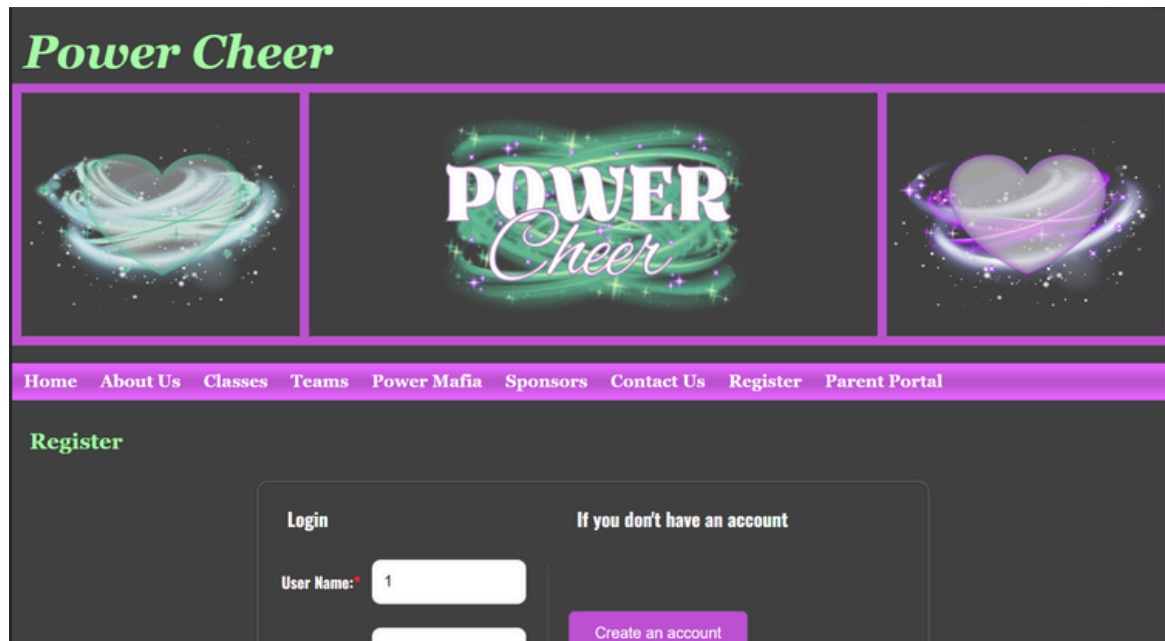 Power Cheer
POWER
Cheer
Home About Us Classes Teams Power Mafia Sponsors Contact Us Register Parent Portal
Register
Login
If you don't have an account
User Name:* 1
Create an account